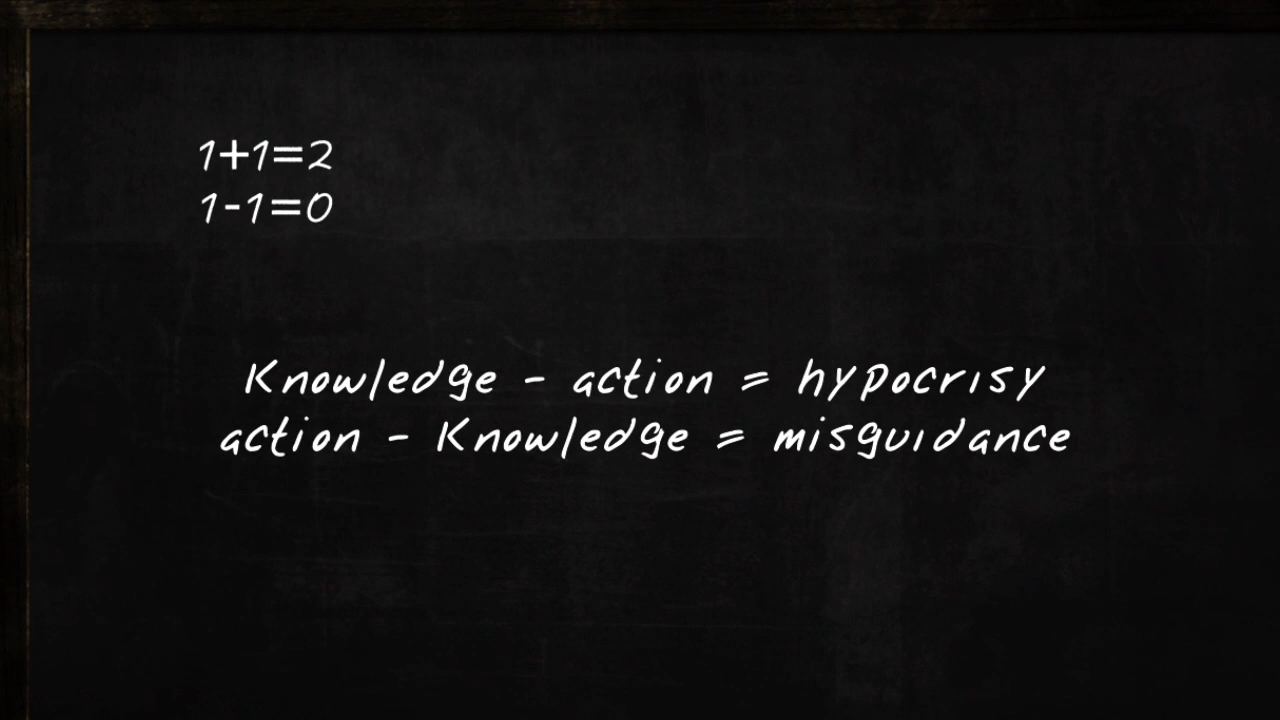 1+1=2
1-1=0
Knowledge - action = hypocrisy
action - Knowledge = misguidance